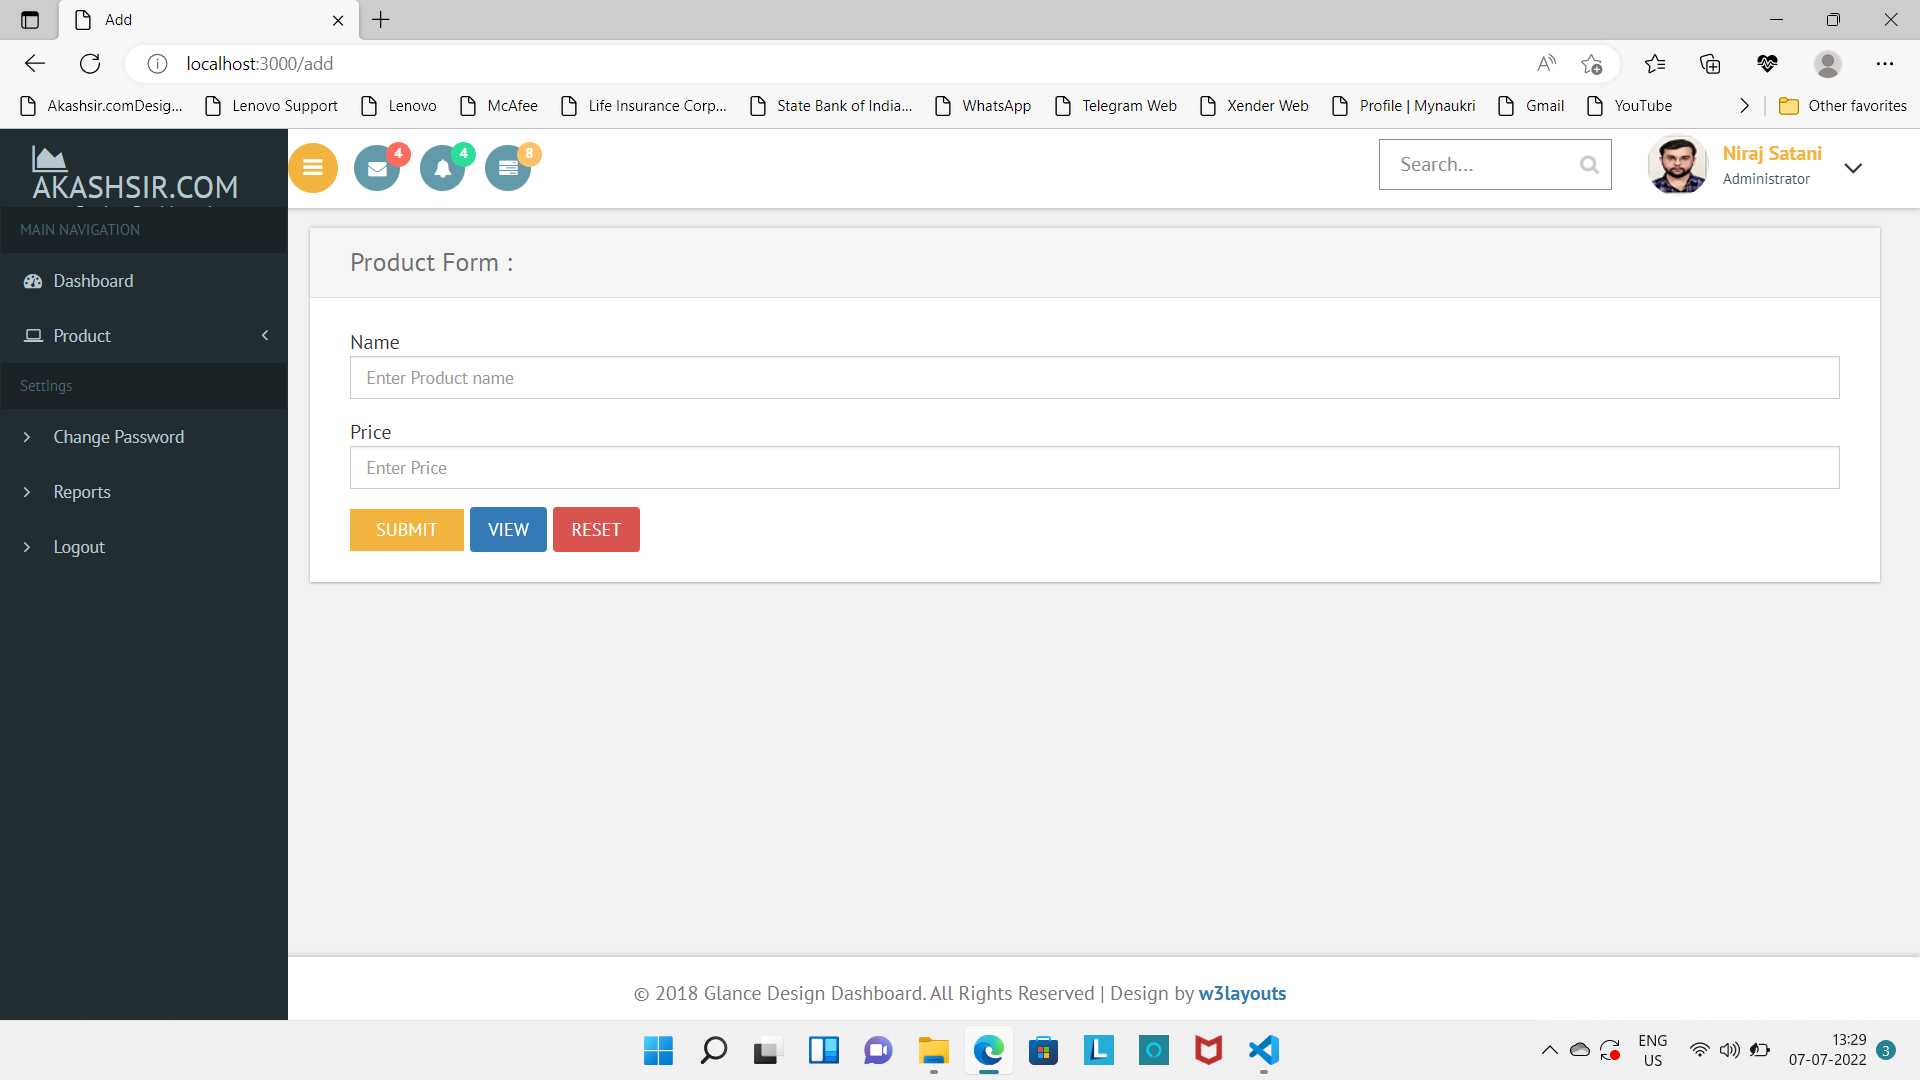 Add
localhost:3000/add
Akashsir.comDesig... Lenovo Support Lenovo McAfee Life Insurance Corp... State Bank of India... WhatsApp Telegram Web Xender Web Profile | Mynaukri Gmail YouTube Other favorites
AKASHSIR.COM
4 4 8
Search...
Niraj Satani
Administrator
MAIN NAVIGATION
Dashboard
Product
Settings
Change Password
Reports
Logout
Product Form :
Name
Enter Product name
Price
Enter Price
SUBMIT VIEW RESET
© 2018 Glance Design Dashboard. All Rights Reserved | Design by w3layouts
ENG
US
13:29
07-07-2022
3